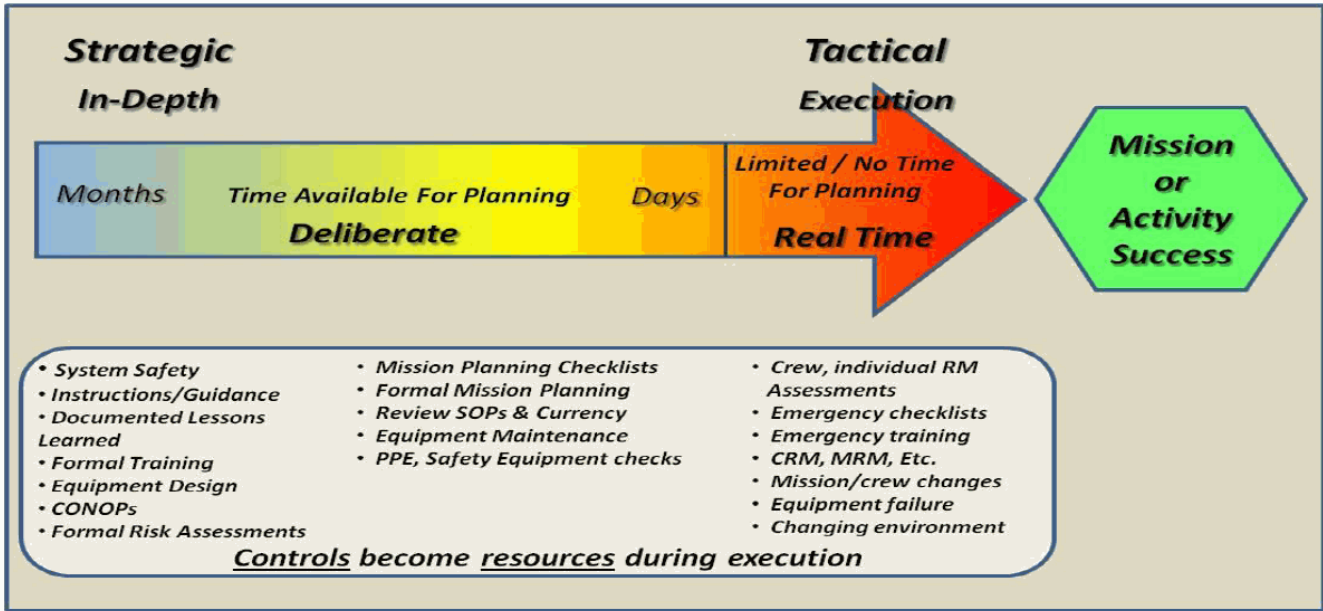 Strategic
In-Depth
Tactical
Execution
Months
Time Available For Planning
Deliberate
Days
Limited / No Time
For Planning
Real Time
Mission
or
Activity
Success
• System Safety
• Instructions/Guidance
• Documented Lessons
Learned
• Formal Training
• Equipment Design
• CONOPs
• Formal Risk Assessments
• Mission Planning Checklists
• Formal Mission Planning
• Review SOPs & Currency
• Equipment Maintenance
• PPE, Safety Equipment checks
• Crew, individual RM
Assessments
• Emergency checklists
• Emergency training
• CRM, MRM, Etc.
• Mission/crew changes
• Equipment failure
• Changing environment
Controls become resources during execution